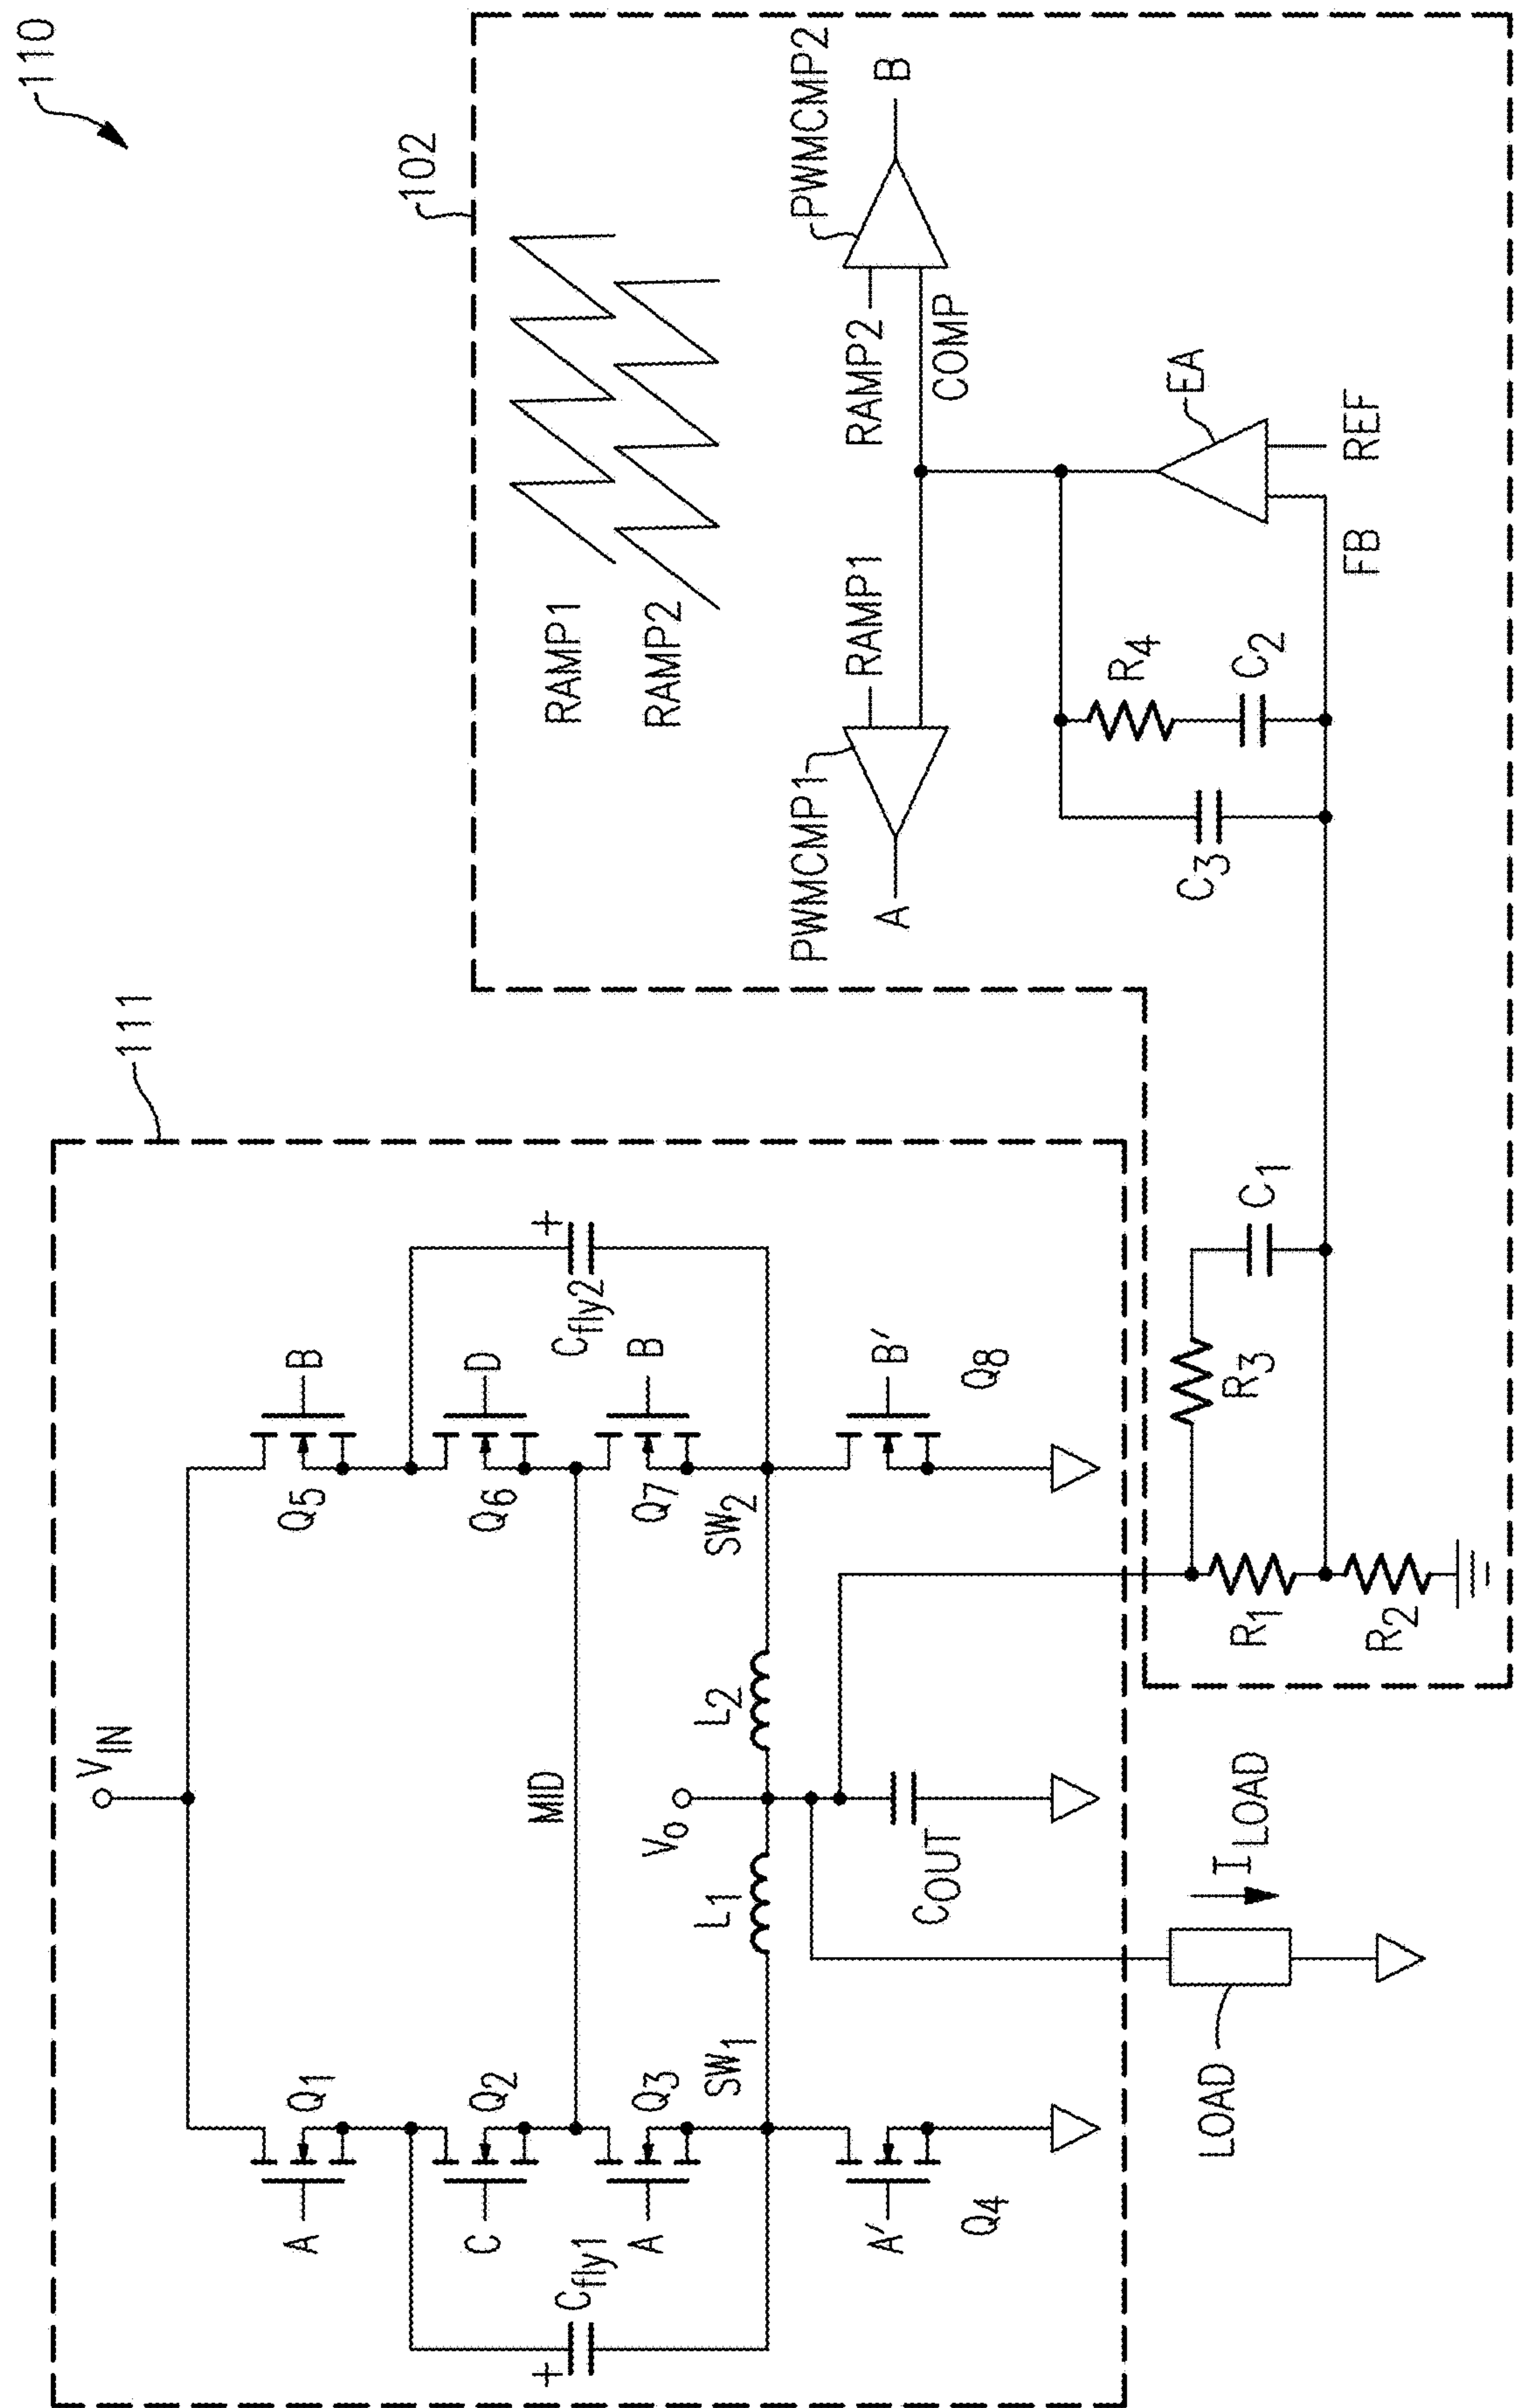 110
111
V_IN
A
Q1
C
Q2
A
Q3
A′
Q4
Cfly1
MID
SW1
L1
Vo
L2
SW2
COUT
B
Q5
D
Q6
B
Q7
B′
Q8
Cfly2
LOAD
ILOAD
102
RAMP1
RAMP2
PWMCMP1
A
RAMP1
RAMP2
COMP
PWMCMP2
B
EA
FB
REF
R4
C2
C3
R3
C1
R1
R2